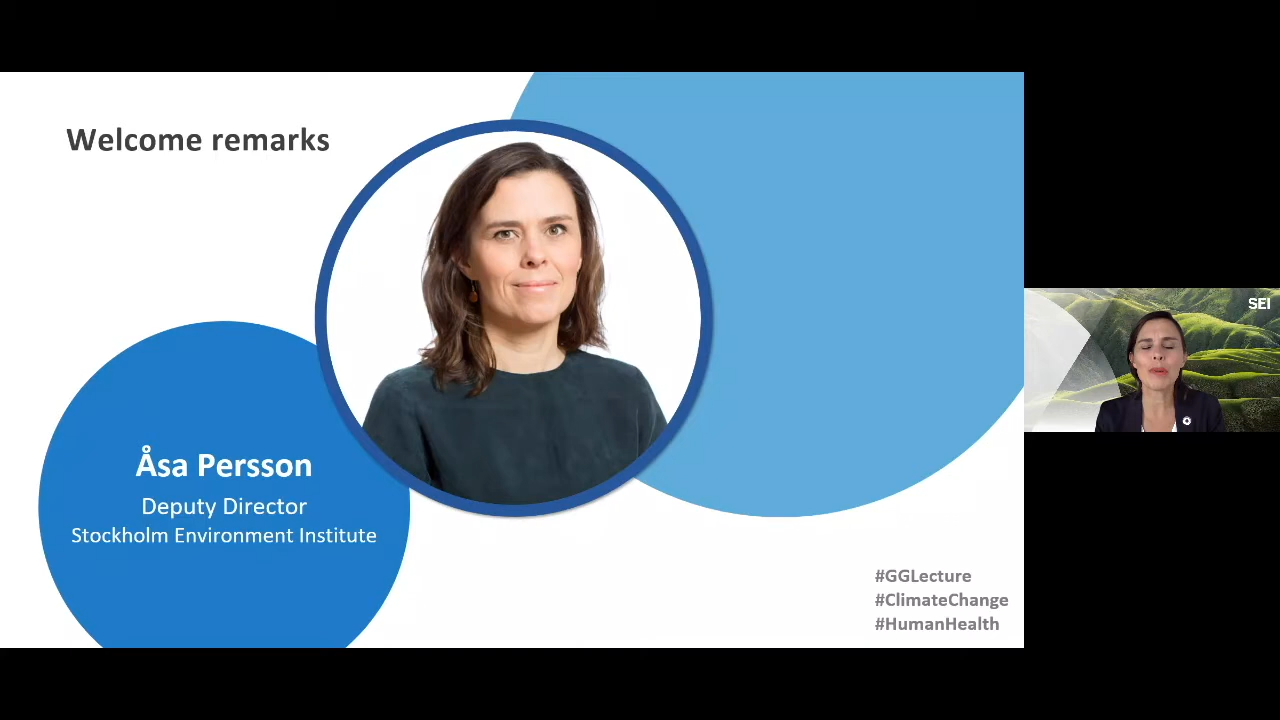 Welcome remarks
Åsa Persson
Deputy Director
Stockholm Environment Institute
SEI
#GGLecture
#ClimateChange
#HumanHealth